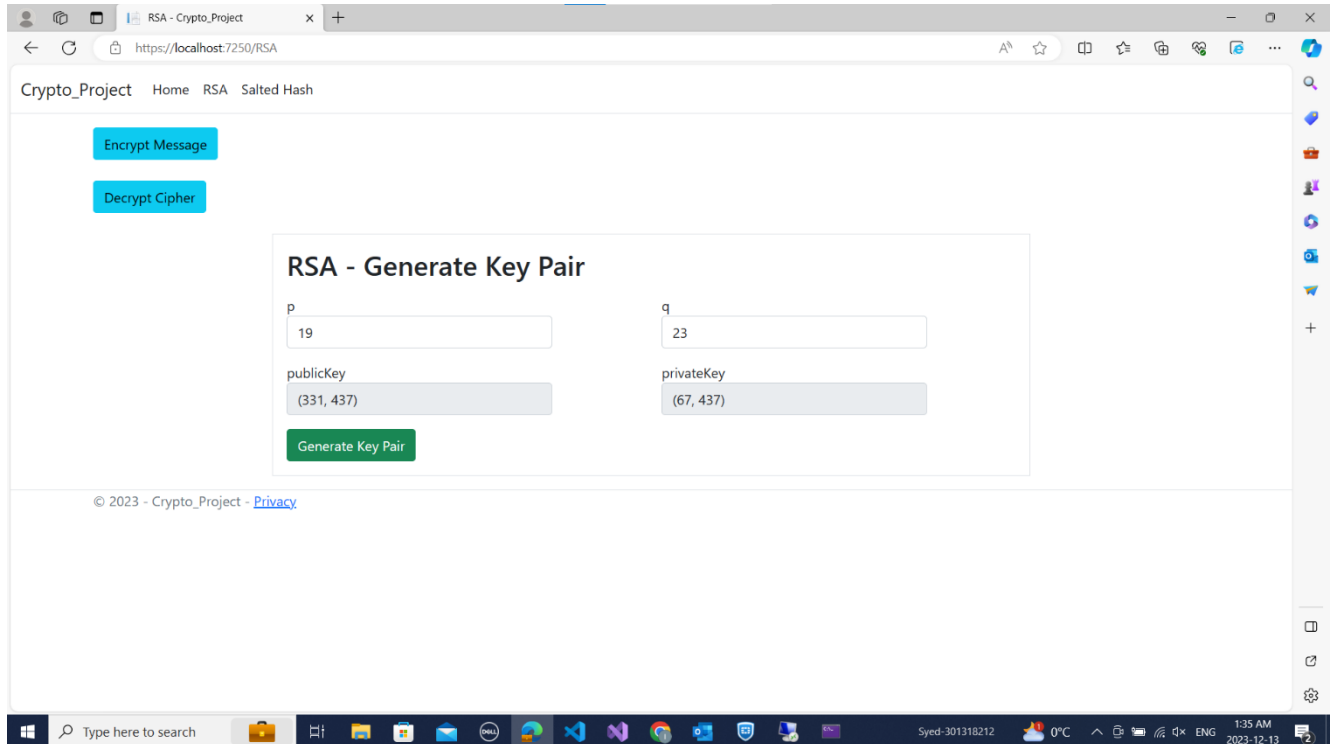 RSA - Crypto_Project
https://localhost:7250/RSA
Crypto_Project Home RSA Salted Hash
Encrypt Message
Decrypt Cipher
RSA - Generate Key Pair
p q
19 23
publicKey privateKey
(331, 437) (67, 437)
Generate Key Pair
© 2023 - Crypto_Project - Privacy
Type here to search Syed-301318212 0°C ENG 1:35 AM
2023-12-13